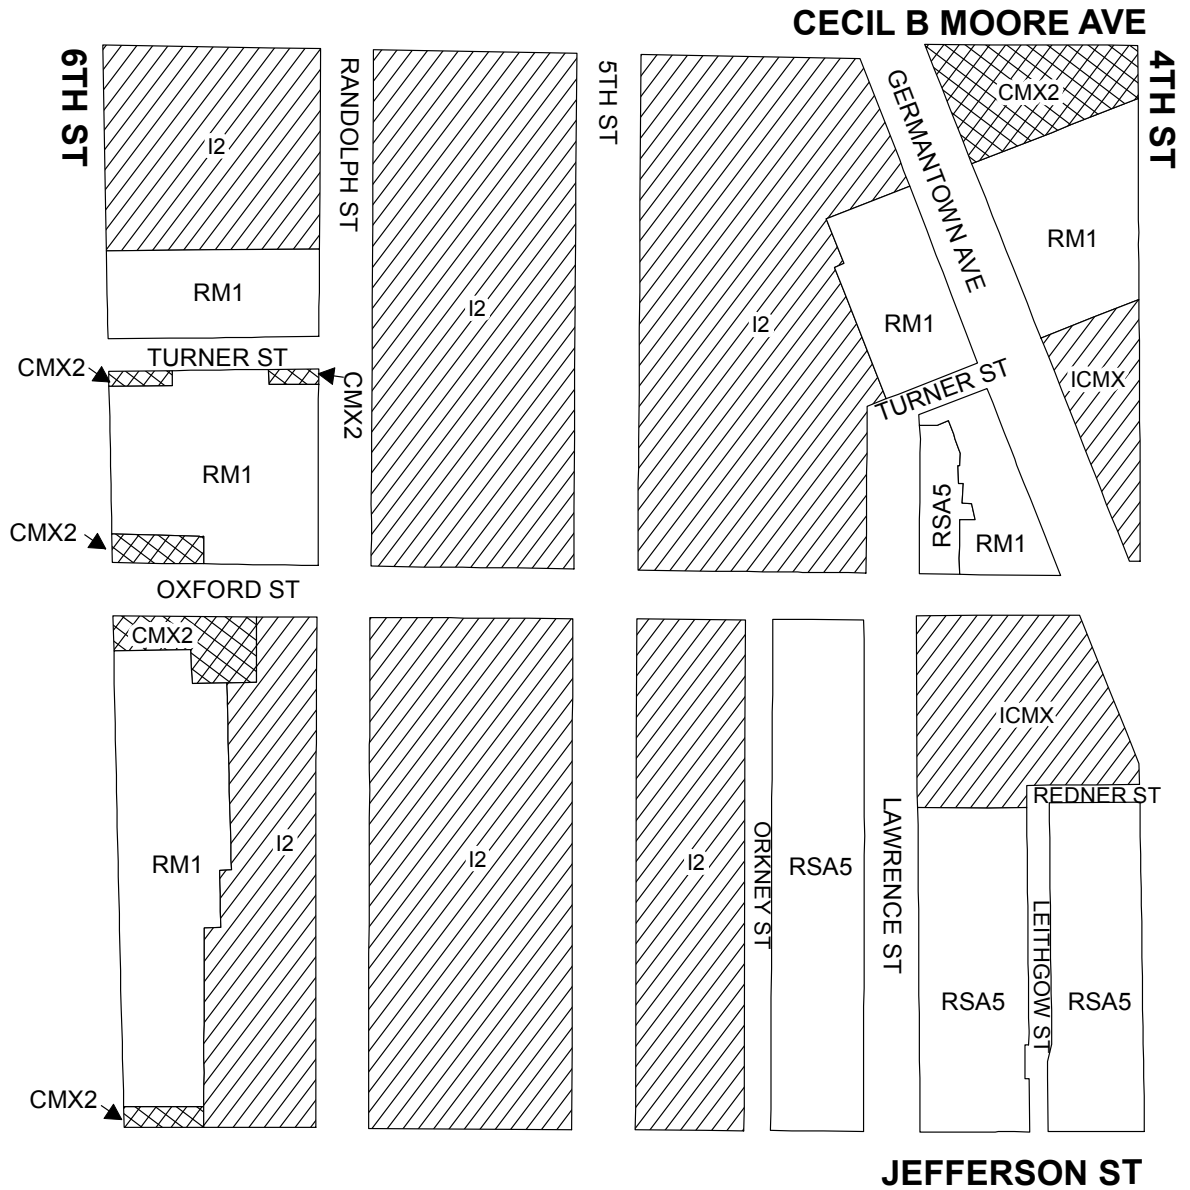 CECIL B MOORE AVE
6TH ST
RANDOLPH ST
5TH ST
GERMANTOWN AVE
4TH ST
CMX2
I2
RM1
RM1
I2
I2
RM1
ICMX
TURNER ST
CMX2
CMX2
TURNER ST
RM1
RSA5
RM1
CMX2
OXFORD ST
CMX2
ICMX
REDNER ST
RM1
I2
I2
I2
ORKNEY ST
RSA5
LAWRENCE ST
LEITHGOW ST
RSA5
RSA5
CMX2
JEFFERSON ST